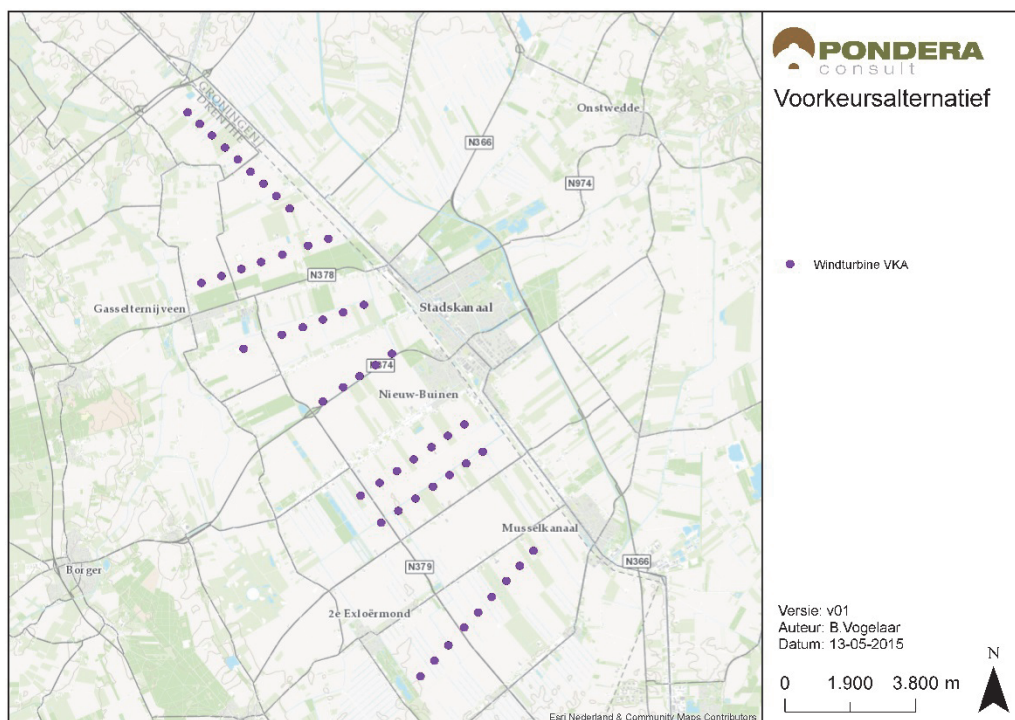 PONDERA
consult
Voorkeursalternatief
GRONINGEN
DRENTHE
Onstwedde
N366
N974
N378
Stadskanaal
Gasselternijveen
Windturbine VKA
Nieuw-Buinen
Musselkanaal
N366
Borger
N379
2e Exloërmond
Versie: v01
Auteur: B.Vogelaar
Datum: 13-05-2015
N
0 1.900 3.800 m
Esri Nederland & Community Maps Contributors